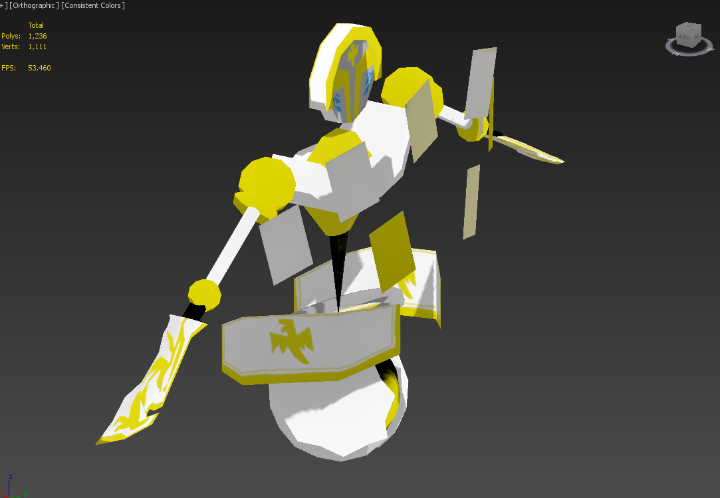 + ] [Orthographic ] [Consistent Colors ]
Total
Polys: 1,236
Verts: 1,111
FPS: 53.460
z